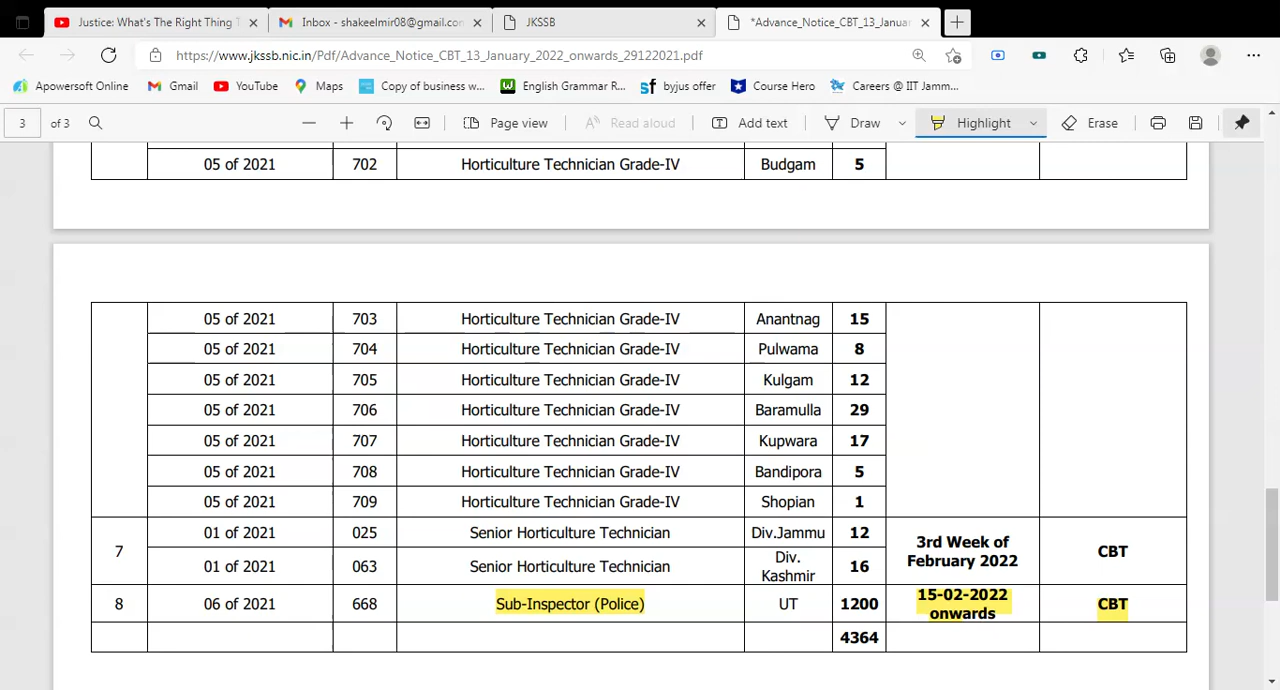 Justice: What's The Right Thing T
Inbox - shakeelmir08@gmail.co
JKSSB
*Advance_Notice_CBT_13_Janua
https://www.jkssb.nic.in/Pdf/Advance_Notice_CBT_13_January_2022_onwards_29122021.pdf
Apowersoft Online Gmail YouTube Maps Copy of business w... English Grammar R... byjus offer Course Hero Careers @ IIT Jamm...
3 of 3 Page view Read aloud Add text Draw Highlight Erase
05 of 2021 702 Horticulture Technician Grade-IV Budgam 5
05 of 2021 703 Horticulture Technician Grade-IV Anantnag 15
05 of 2021 704 Horticulture Technician Grade-IV Pulwama 8
05 of 2021 705 Horticulture Technician Grade-IV Kulgam 12
05 of 2021 706 Horticulture Technician Grade-IV Baramulla 29
05 of 2021 707 Horticulture Technician Grade-IV Kupwara 17
05 of 2021 708 Horticulture Technician Grade-IV Bandipora 5
05 of 2021 709 Horticulture Technician Grade-IV Shopian 1
7 01 of 2021 025 Senior Horticulture Technician Div.Jammu 12
01 of 2021 063 Senior Horticulture Technician Div.
Kashmir 16
3rd Week of
February 2022
CBT
8 06 of 2021 668 Sub-Inspector (Police) UT 1200 15-02-2022
onwards
CBT
4364